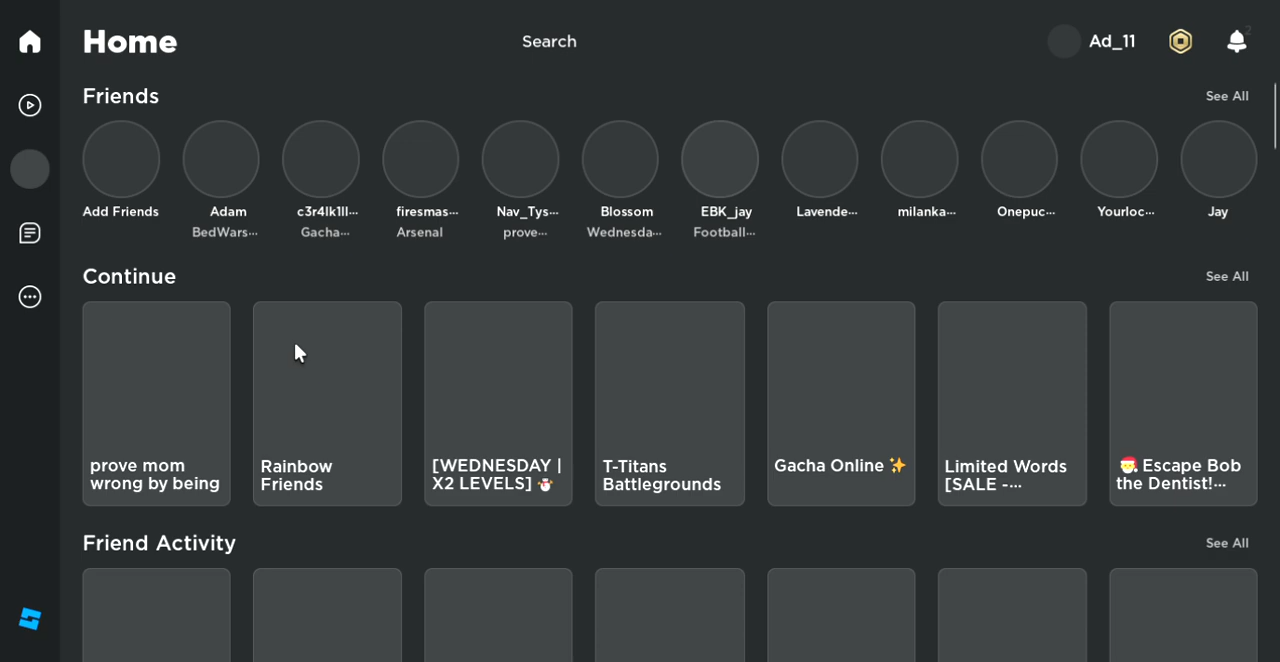 Home
Search
Ad_11
2
Friends
See All
Add Friends
Adam
c3r4lk1ll...
firesmas...
Nav_Tys...
Blossom
EBK_jay
Lavende...
milanka...
Onepuc...
Yourloc...
Jay
BedWars...
Gacha...
Arsenal
prove...
Wednesda...
Football...
Continue
See All
prove mom
wrong by being
Rainbow
Friends
[WEDNESDAY |
X2 LEVELS] ⛄
T-Titans
Battlegrounds
Gacha Online ✨
Limited Words
[SALE -...
🎅 Escape Bob
the Dentist!...
Friend Activity
See All